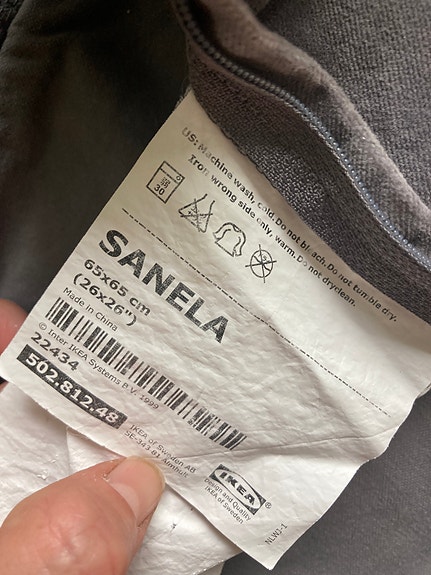 US: Machine wash, cold. Do not bleach. Do not tumble dry.
Iron wrong side only, warm. Do not dryclean.
SANELA
65x65 cm
(26x26")
Made in China
© Inter IKEA Systems B.V. 1999
22434
502.812.48
IKEA of Sweden AB
SE-343 81 Älmhult
IKEA®
Design and Quality
IKEA of Sweden
NLWJ-1